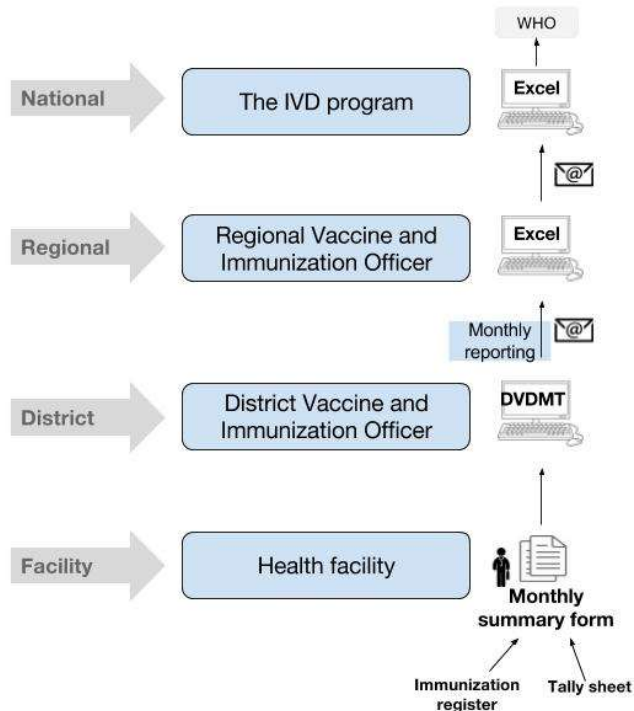 WHO
National
The IVD program
Excel
@
Regional
Regional Vaccine and
Immunization Officer
Excel
Monthly
reporting
@
District
District Vaccine and
Immunization Officer
DVDMT
Facility
Health facility
Monthly
summary form
Immunization
register
Tally sheet